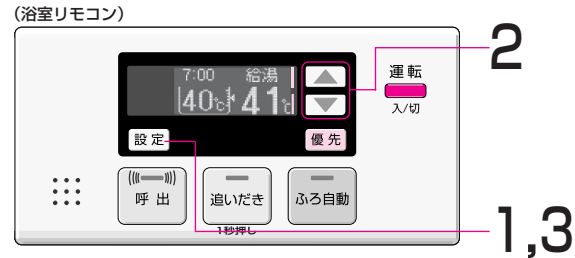 (浴室リモコン)
2
7:00 給湯
40℃ 41℃
運転
入/切
設定
優先
呼出
追いだき
ふろ自動
1秒押し
1,3